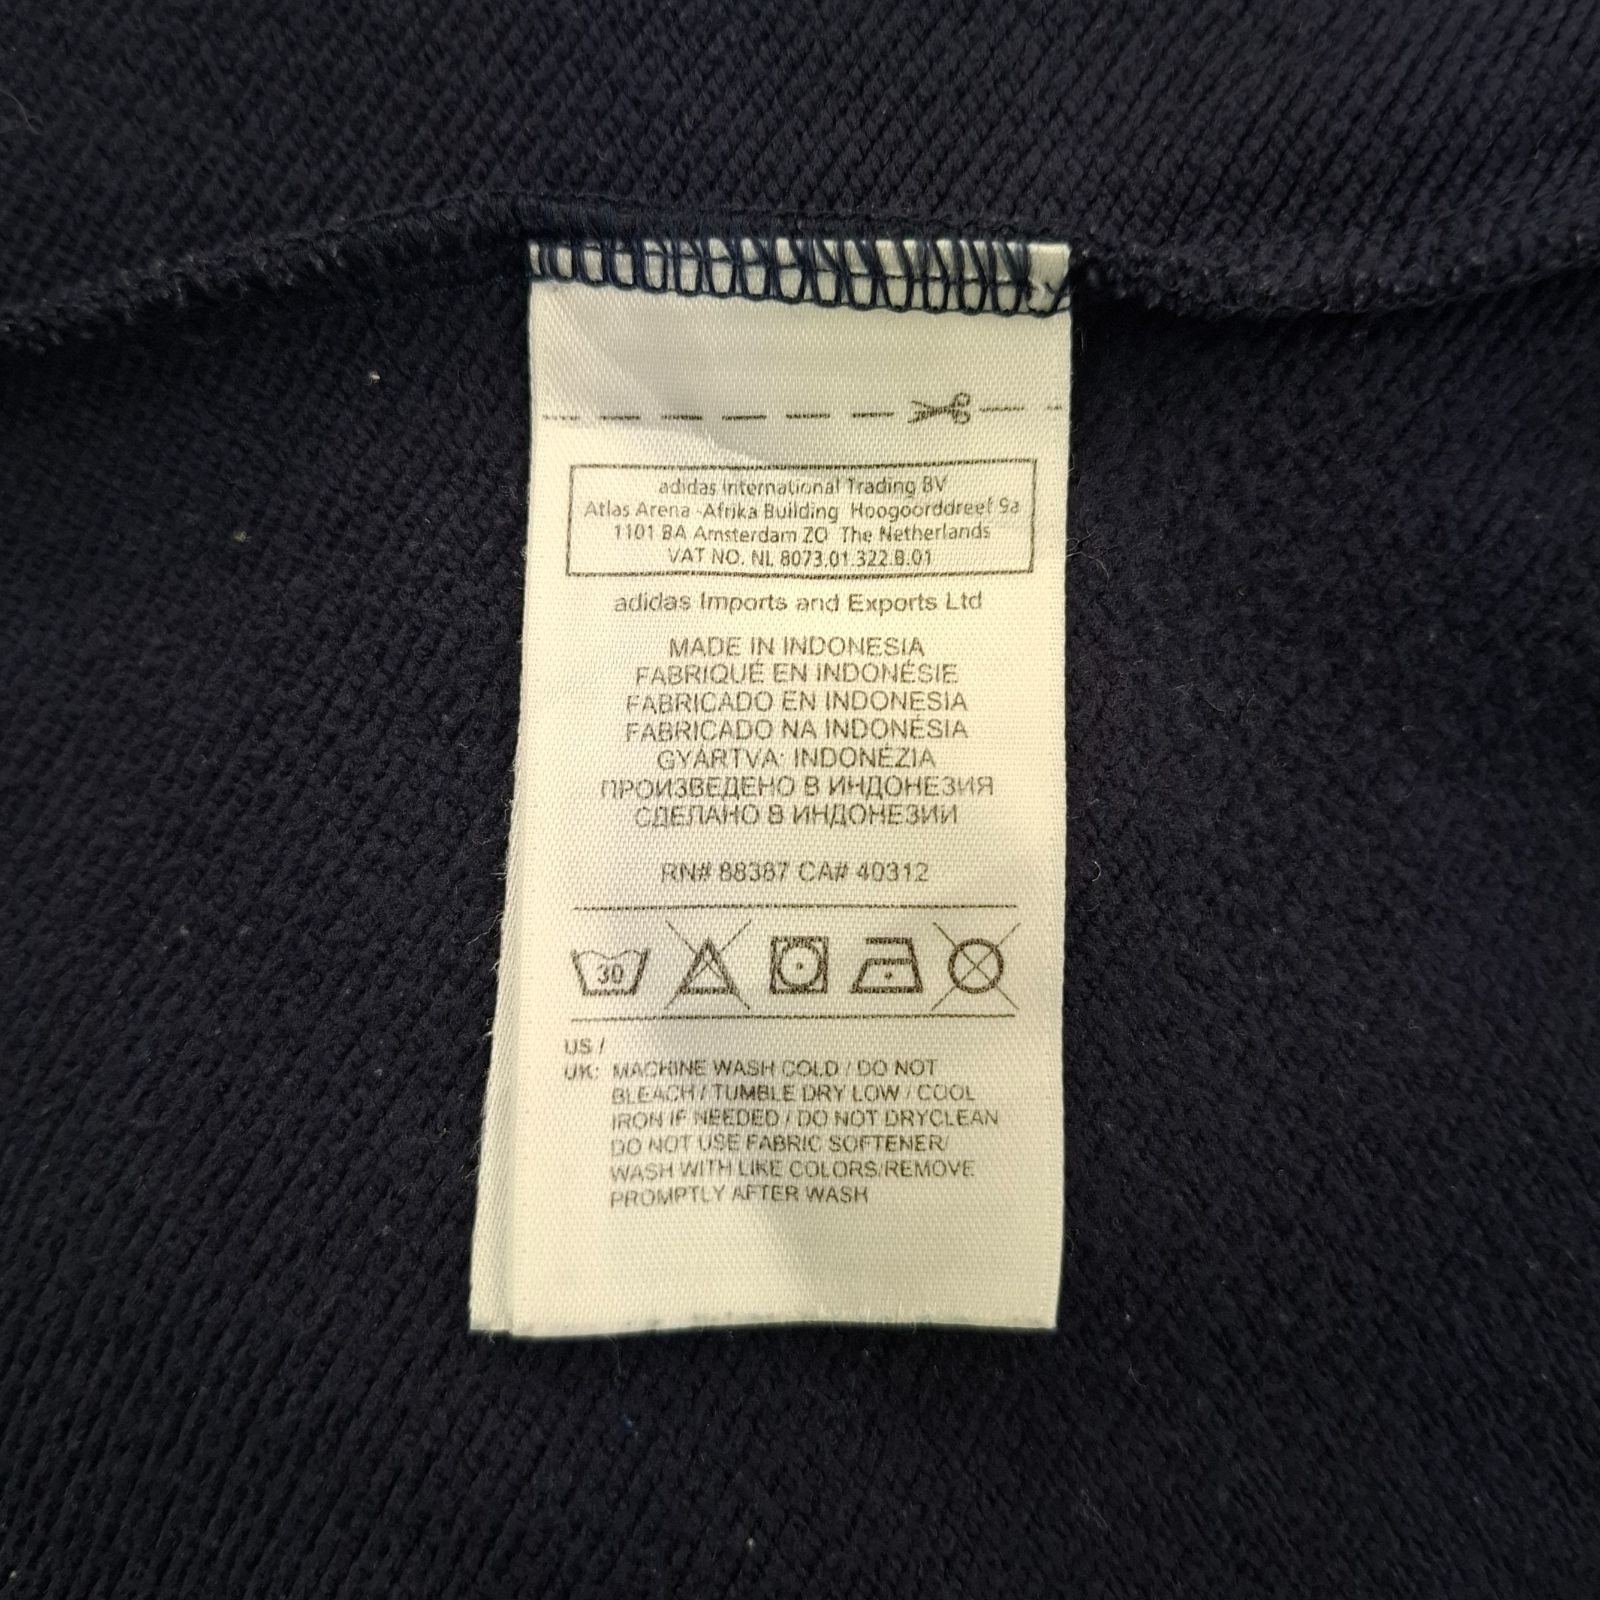 adidas International Trading BV
Atlas Arena -Afrika Building Hoogoorddreef 9a
1101 BA Amsterdam ZO The Netherlands
VAT NO. NL 8073.01.322.B.01
adidas Imports and Exports Ltd
MADE IN INDONESIA
FABRIQUÉ EN INDONÉSIE
FABRICADO EN INDONESIA
FABRICADO NA INDONÉSIA
GYÁRTVA: INDONÉZIA
ПРОИЗВЕДЕНО В ИНДОНЕЗИЯ
СДЕЛАНО В ИНДОНЕЗИИ
RN# 88387 CA# 40312
30
US /
UK: MACHINE WASH COLD / DO NOT
BLEACH / TUMBLE DRY LOW / COOL
IRON IF NEEDED / DO NOT DRYCLEAN
DO NOT USE FABRIC SOFTENER/
WASH WITH LIKE COLORS/REMOVE
PROMPTLY AFTER WASH